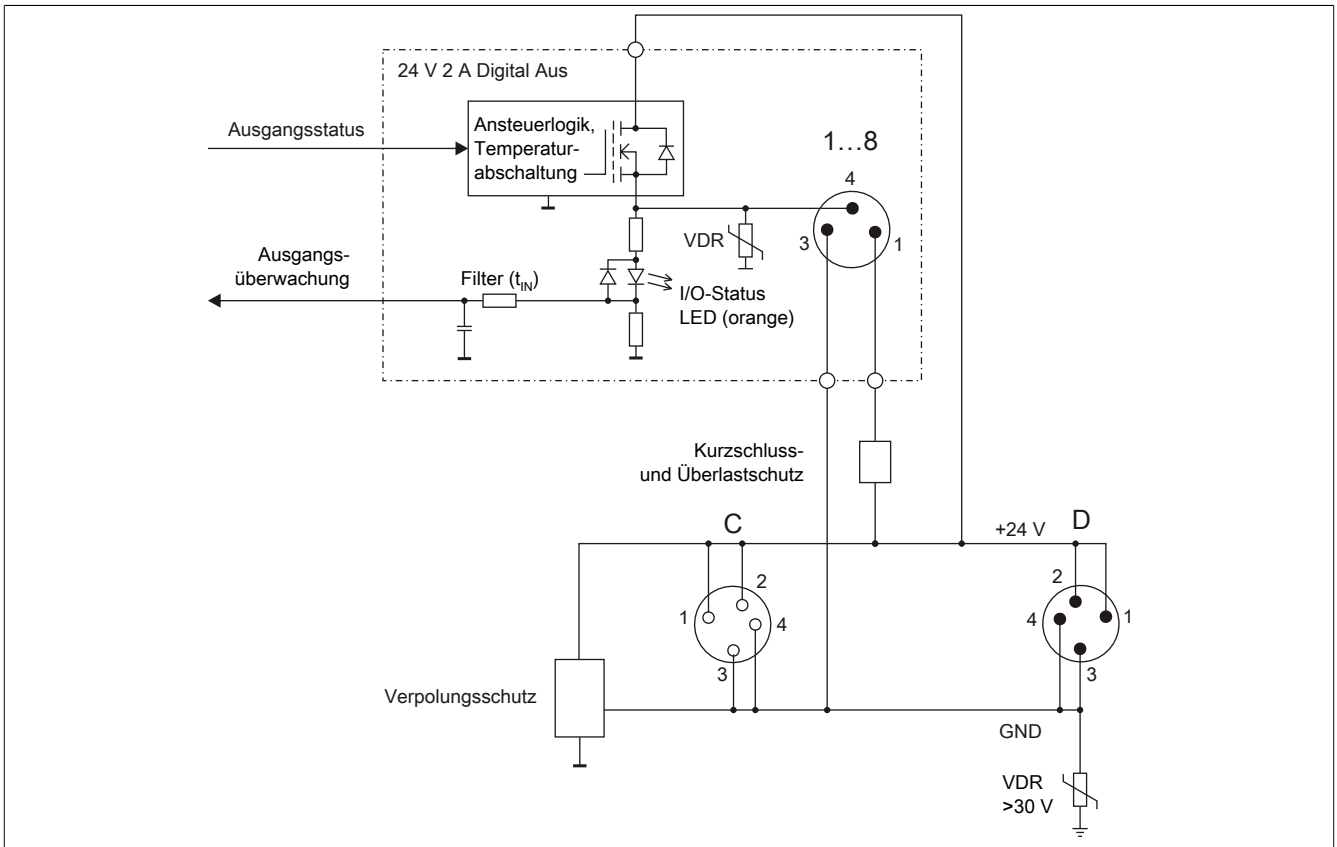 24 V 2 A Digital Aus
Ausgangsstatus
Ansteuerlogik,
Temperatur-
abschaltung
1…8
4
3
1
VDR
Ausgangs-
überwachung
Filter (tIN)
I/O-Status
LED (orange)
Kurzschluss-
und Überlastschutz
C
+24 V
D
2
1
4
3
2
4
1
3
Verpolungsschutz
GND
VDR
>30 V